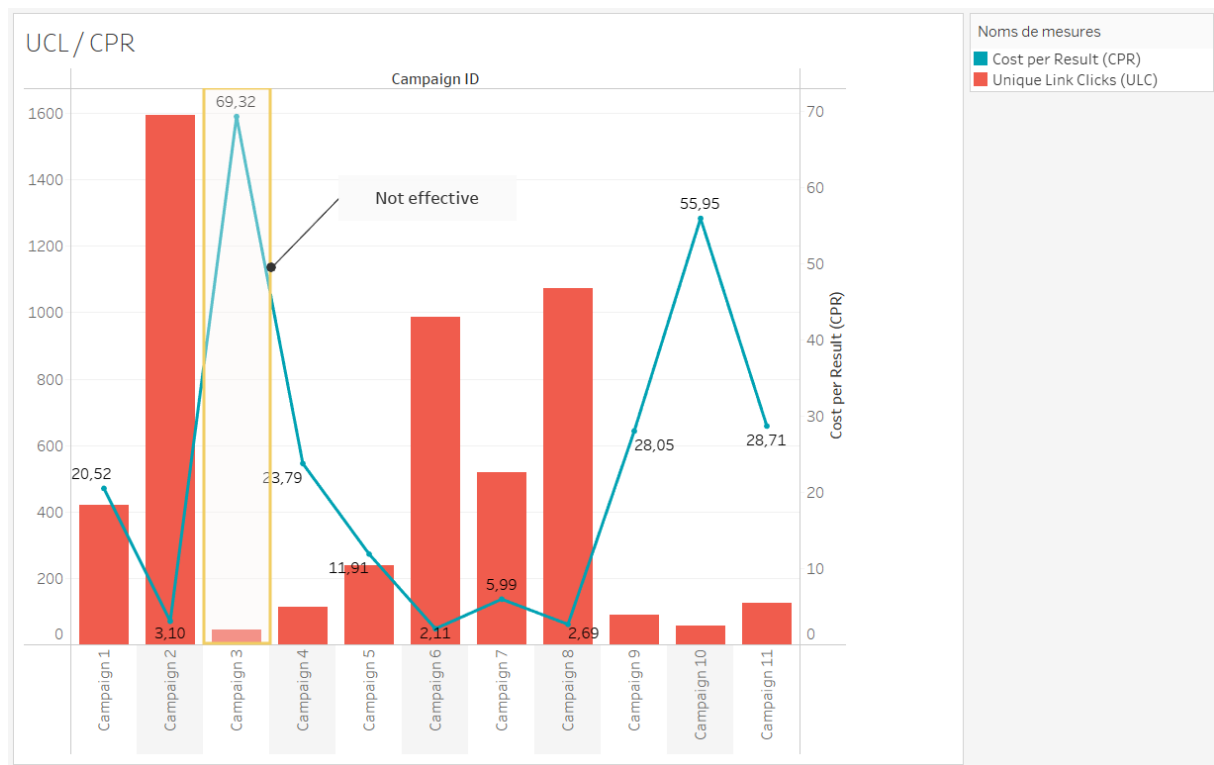 UCL / CPR
Noms de mesures
Cost per Result (CPR)
Unique Link Clicks (ULC)
Campaign ID
1600
1400
1200
1000
800
600
400
200
0
70
60
50
40
30
20
10
0
Cost per Result (CPR)
Not effective
20,52
3,10
69,32
23,79
11,91
2,11
5,99
2,69
28,05
55,95
28,71
Campaign 1
Campaign 2
Campaign 3
Campaign 4
Campaign 5
Campaign 6
Campaign 7
Campaign 8
Campaign 9
Campaign 10
Campaign 11